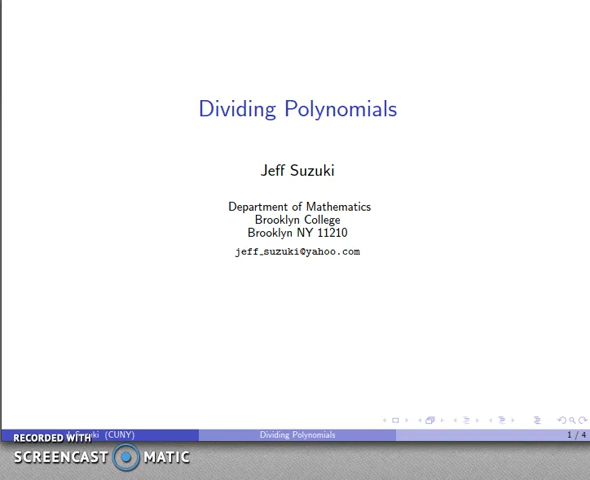 Dividing Polynomials
Jeff Suzuki
Department of Mathematics
Brooklyn College
Brooklyn NY 11210
jeff_suzuki@yahoo.com
(CUNY)
Dividing Polynomials
1 / 4
RECORDED WITH
SCREENCAST MATIC